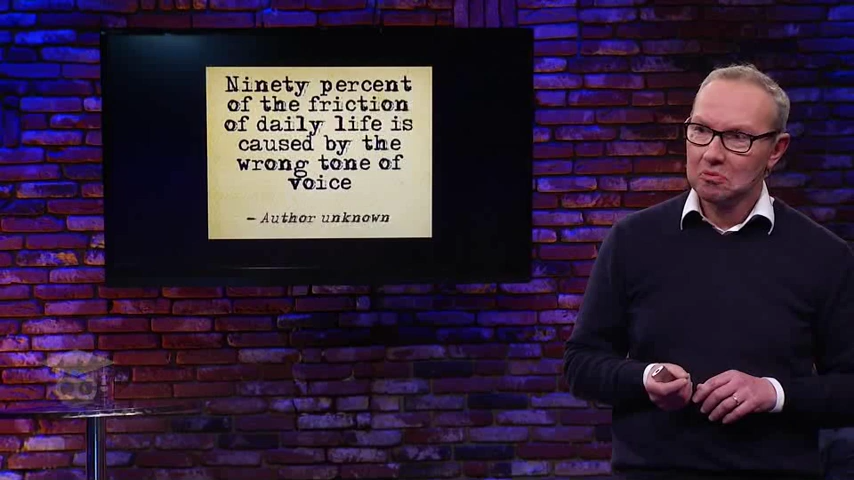 Ninety percent
of the friction
of daily life is
caused by the
wrong tone of
voice
- Author unknown